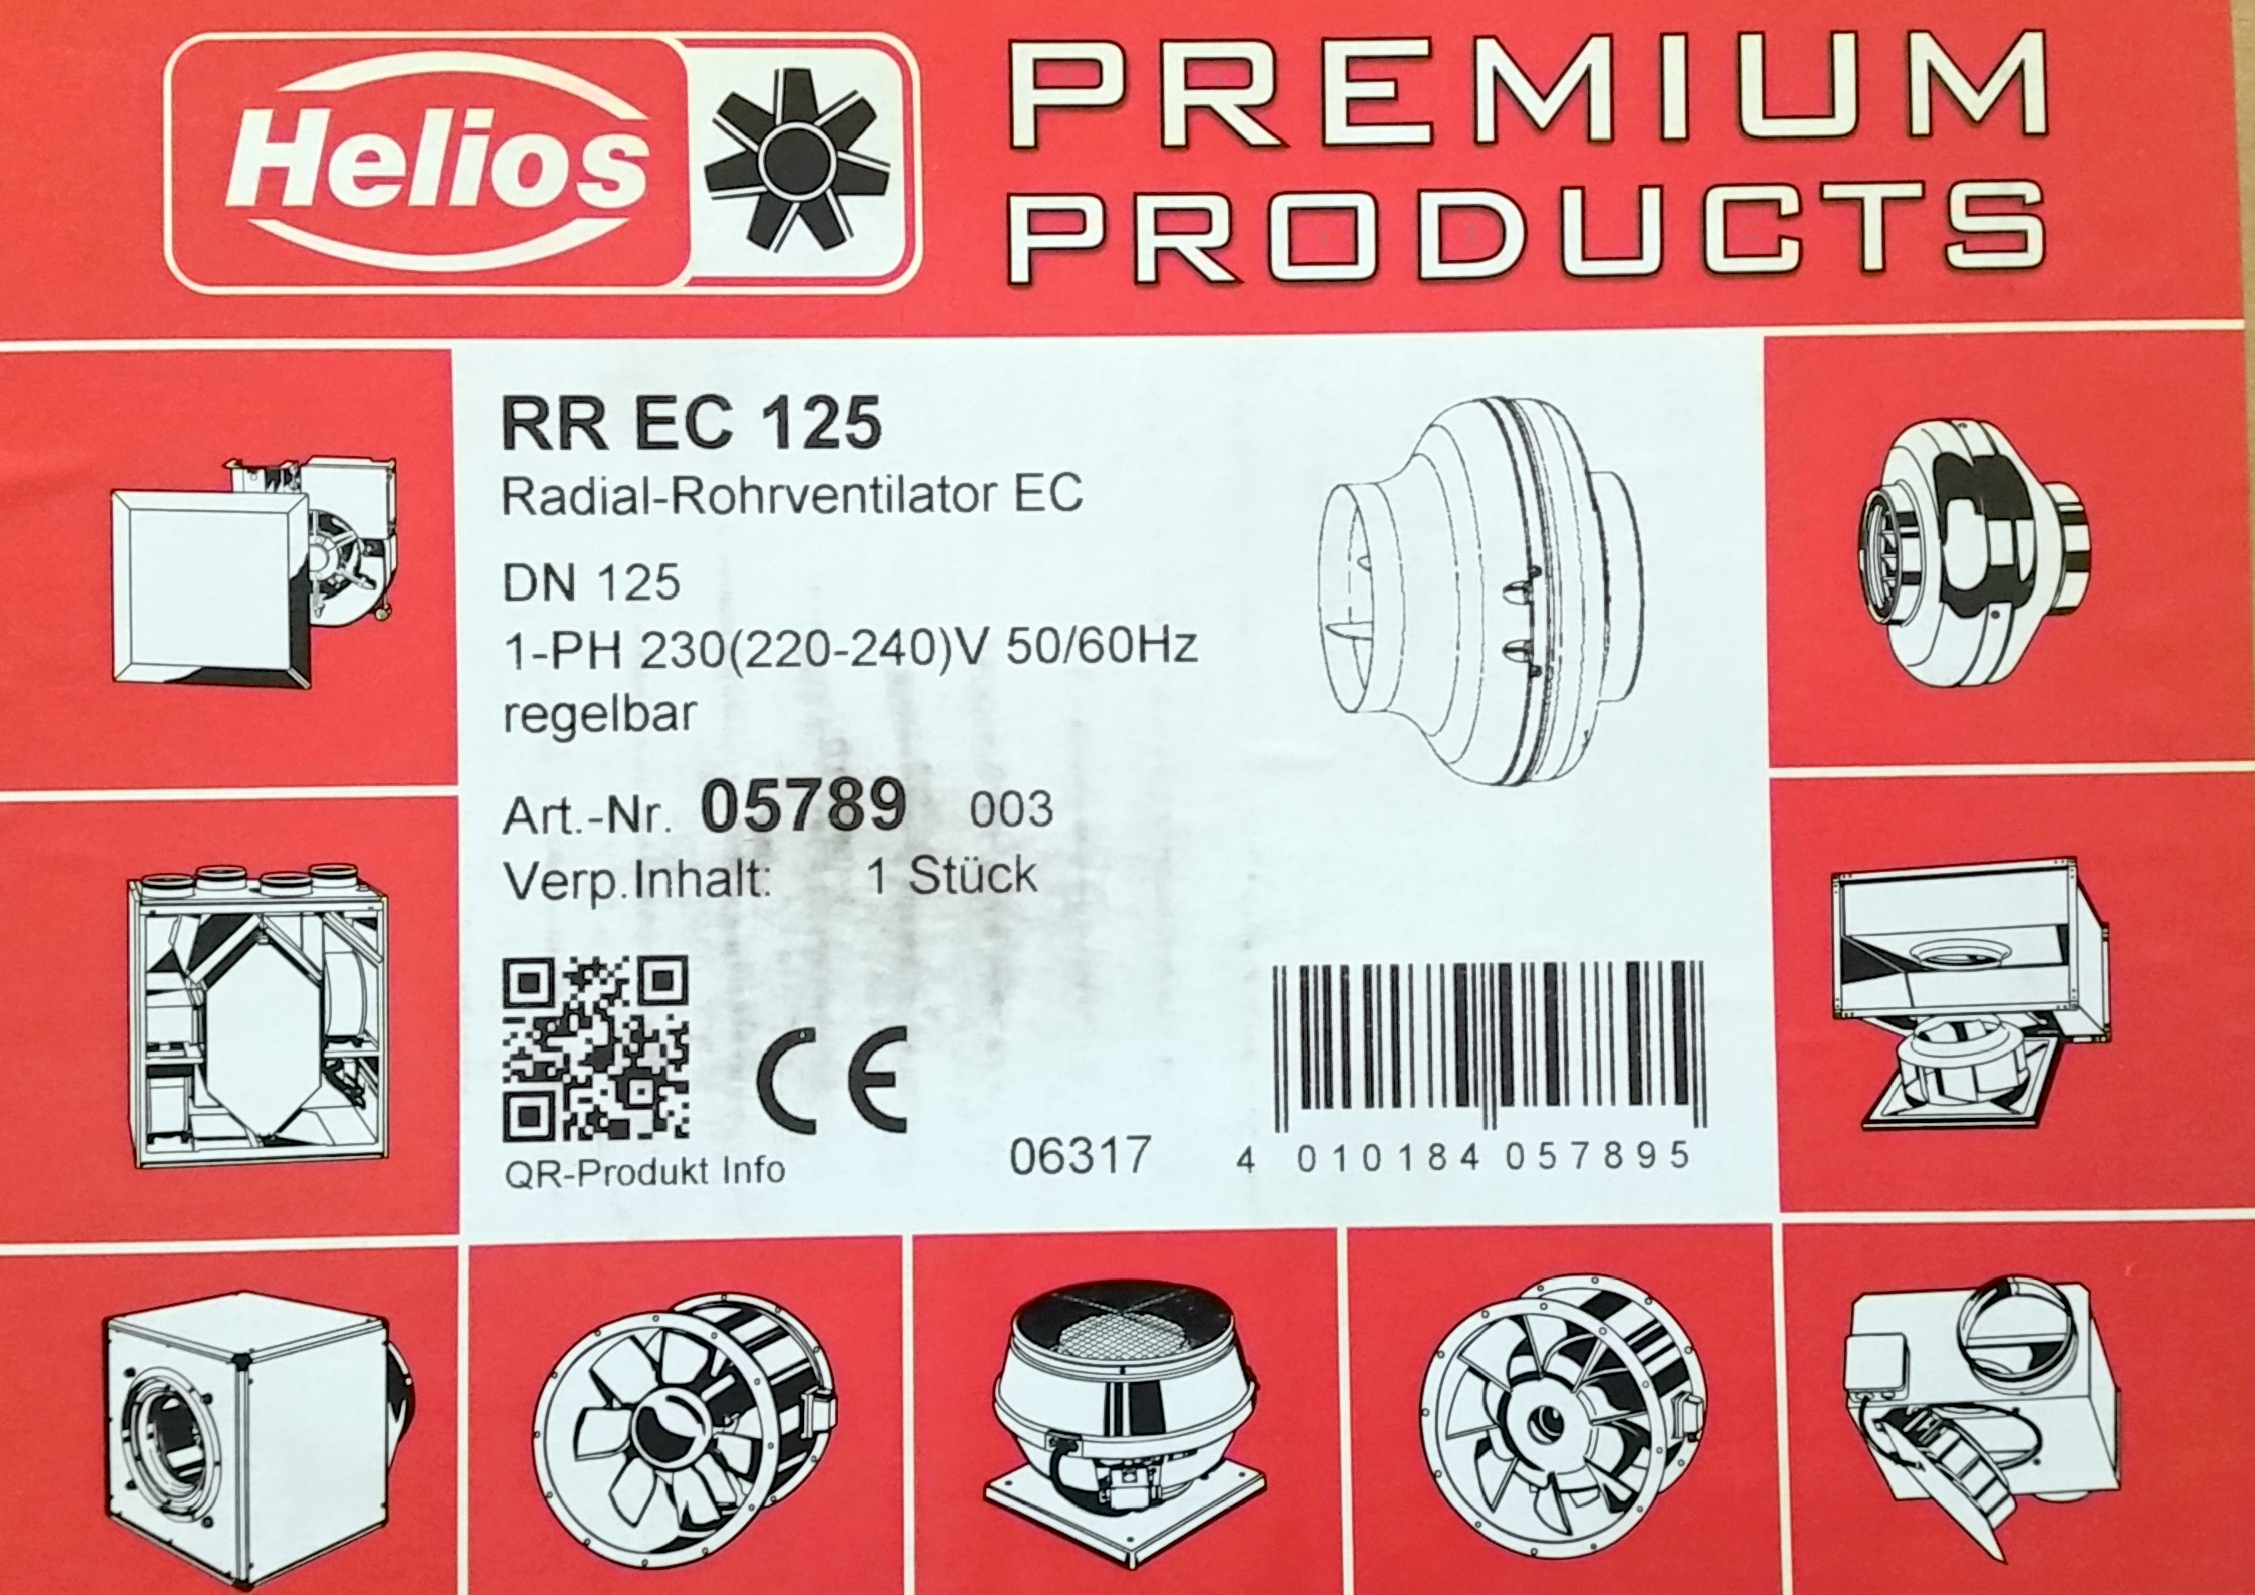 Helios
PREMIUM
PRODUCTS
RR EC 125
Radial-Rohrventilator EC
DN 125
1-PH 230(220-240)V 50/60Hz
regelbar
Art.-Nr. 05789 003
Verp.Inhalt: 1 Stück
CE
QR-Produkt Info
06317
4 010184 057895